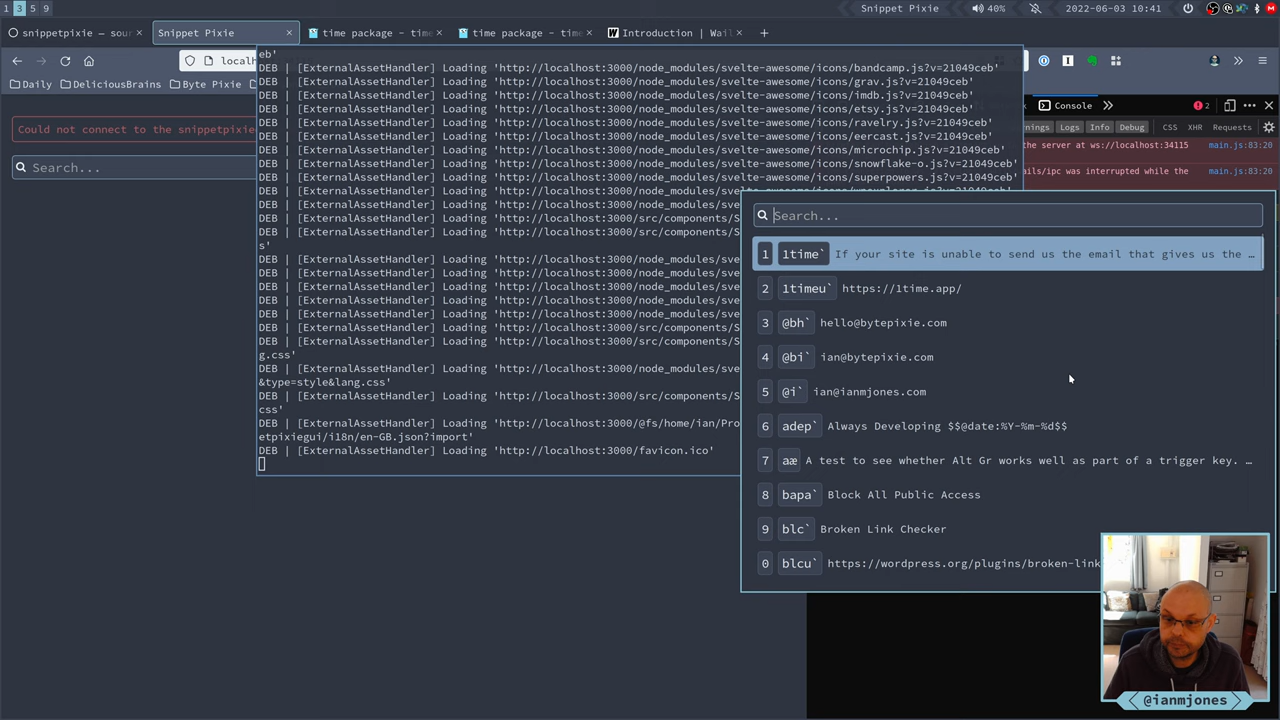 1 3 5 9
Snippet Pixie
40%
2022-06-03 10:41
snippetpixie — sour
Snippet Pixie
time package - time
time package - time
Introduction | Wail
localh
Daily
DeliciousBrains
Byte Pixie
Could not connect to the snippetpixie
Search...
eb'
DEB | [ExternalAssetHandler] Loading 'http://localhost:3000/node_modules/svelte-awesome/icons/bandcamp.js?v=21049ceb'
DEB | [ExternalAssetHandler] Loading 'http://localhost:3000/node_modules/svelte-awesome/icons/grav.js?v=21049ceb'
DEB | [ExternalAssetHandler] Loading 'http://localhost:3000/node_modules/svelte-awesome/icons/imdb.js?v=21049ceb'
DEB | [ExternalAssetHandler] Loading 'http://localhost:3000/node_modules/svelte-awesome/icons/etsy.js?v=21049ceb'
DEB | [ExternalAssetHandler] Loading 'http://localhost:3000/node_modules/svelte-awesome/icons/ravelry.js?v=21049ceb'
DEB | [ExternalAssetHandler] Loading 'http://localhost:3000/node_modules/svelte-awesome/icons/eercast.js?v=21049ceb'
DEB | [ExternalAssetHandler] Loading 'http://localhost:3000/node_modules/svelte-awesome/icons/microchip.js?v=21049ceb'
DEB | [ExternalAssetHandler] Loading 'http://localhost:3000/node_modules/svelte-awesome/icons/snowflake-o.js?v=21049ceb'
DEB | [ExternalAssetHandler] Loading 'http://localhost:3000/node_modules/svelte-awesome/icons/superpowers.js?v=21049ceb'
DEB | [ExternalAssetHandler] Loading 'http://localhost:3000/node_modules/svelte-awesome/icons/wpexplorer.js?v=21049ceb'
DEB | [ExternalAssetHandler] Loading 'http://localhost:3000/node_modules/sve
DEB | [ExternalAssetHandler] Loading 'http://localhost:3000/src/components/S
DEB | [ExternalAssetHandler] Loading 'http://localhost:3000/src/components/S
s'
DEB | [ExternalAssetHandler] Loading 'http://localhost:3000/node_modules/sve
DEB | [ExternalAssetHandler] Loading 'http://localhost:3000/node_modules/sve
DEB | [ExternalAssetHandler] Loading 'http://localhost:3000/node_modules/sve
DEB | [ExternalAssetHandler] Loading 'http://localhost:3000/node_modules/sve
DEB | [ExternalAssetHandler] Loading 'http://localhost:3000/src/components/S
DEB | [ExternalAssetHandler] Loading 'http://localhost:3000/src/components/S
DEB | [ExternalAssetHandler] Loading 'http://localhost:3000/src/components/S
g.css'
DEB | [ExternalAssetHandler] Loading 'http://localhost:3000/node_modules/sve
&type=style&lang.css'
DEB | [ExternalAssetHandler] Loading 'http://localhost:3000/src/components/S
css'
DEB | [ExternalAssetHandler] Loading 'http://localhost:3000/@fs/home/ian/Pro
etpixiegui/i18n/en-GB.json?import'
DEB | [ExternalAssetHandler] Loading 'http://localhost:3000/favicon.ico'
Console
2
rnings Logs Info Debug CSS XHR Requests
the server at ws://localhost:34115 main.js:83:20
ails/ipc was interrupted while the main.js:83:20
Search...
1 1time` If your site is unable to send us the email that gives us the …
2 1timeu` https://1time.app/
3 @bh` hello@bytepixie.com
4 @bi` ian@bytepixie.com
5 @i` ian@ianmjones.com
6 adep` Always Developing $$@date:%Y-%m-%d$$
7 aæ A test to see whether Alt Gr works well as part of a trigger key. …
8 bapa` Block All Public Access
9 blc` Broken Link Checker
0 blcu` https://wordpress.org/plugins/broken-link
@ianmjones